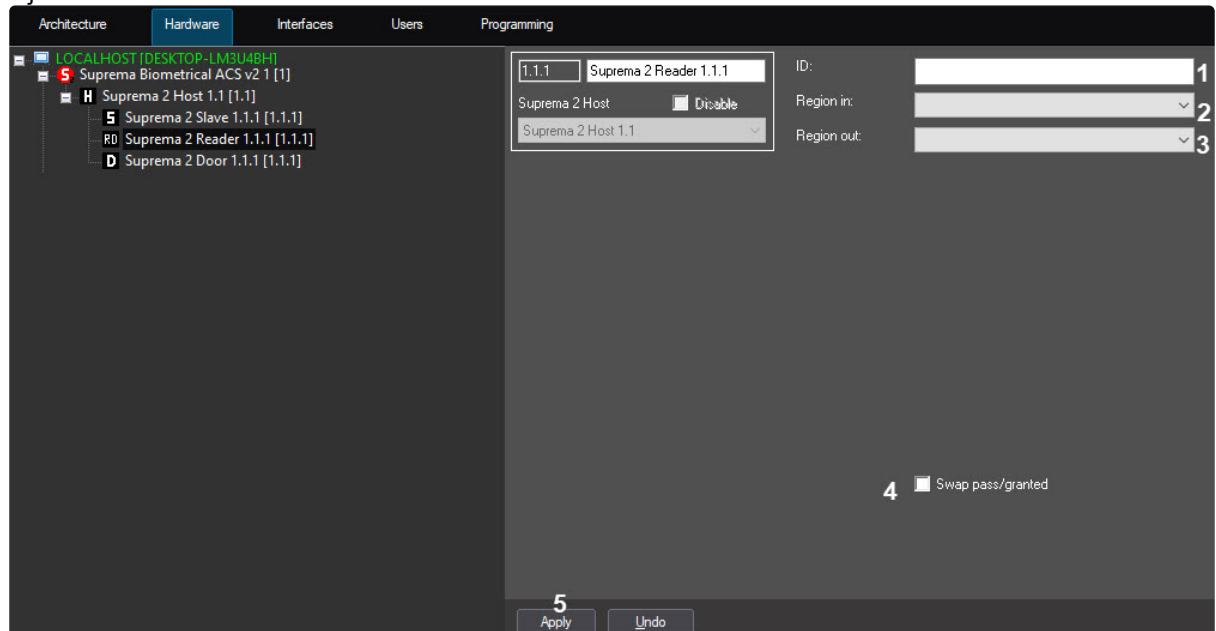 Architecture Hardware Interfaces Users Programming
LOCALHOST [DESKTOP-LM3U4BH]
S Suprema Biometrical ACS v2 1 [1]
H Suprema 2 Host 1.1 [1.1]
S Suprema 2 Slave 1.1.1 [1.1.1]
RD Suprema 2 Reader 1.1.1 [1.1.1]
D Suprema 2 Door 1.1.1 [1.1.1]
1.1.1 Suprema 2 Reader 1.1.1
Suprema 2 Host Disable
Suprema 2 Host 1.1
ID: 1
Region in: 2
Region out: 3
4 Swap pass/granted
5
Apply Undo